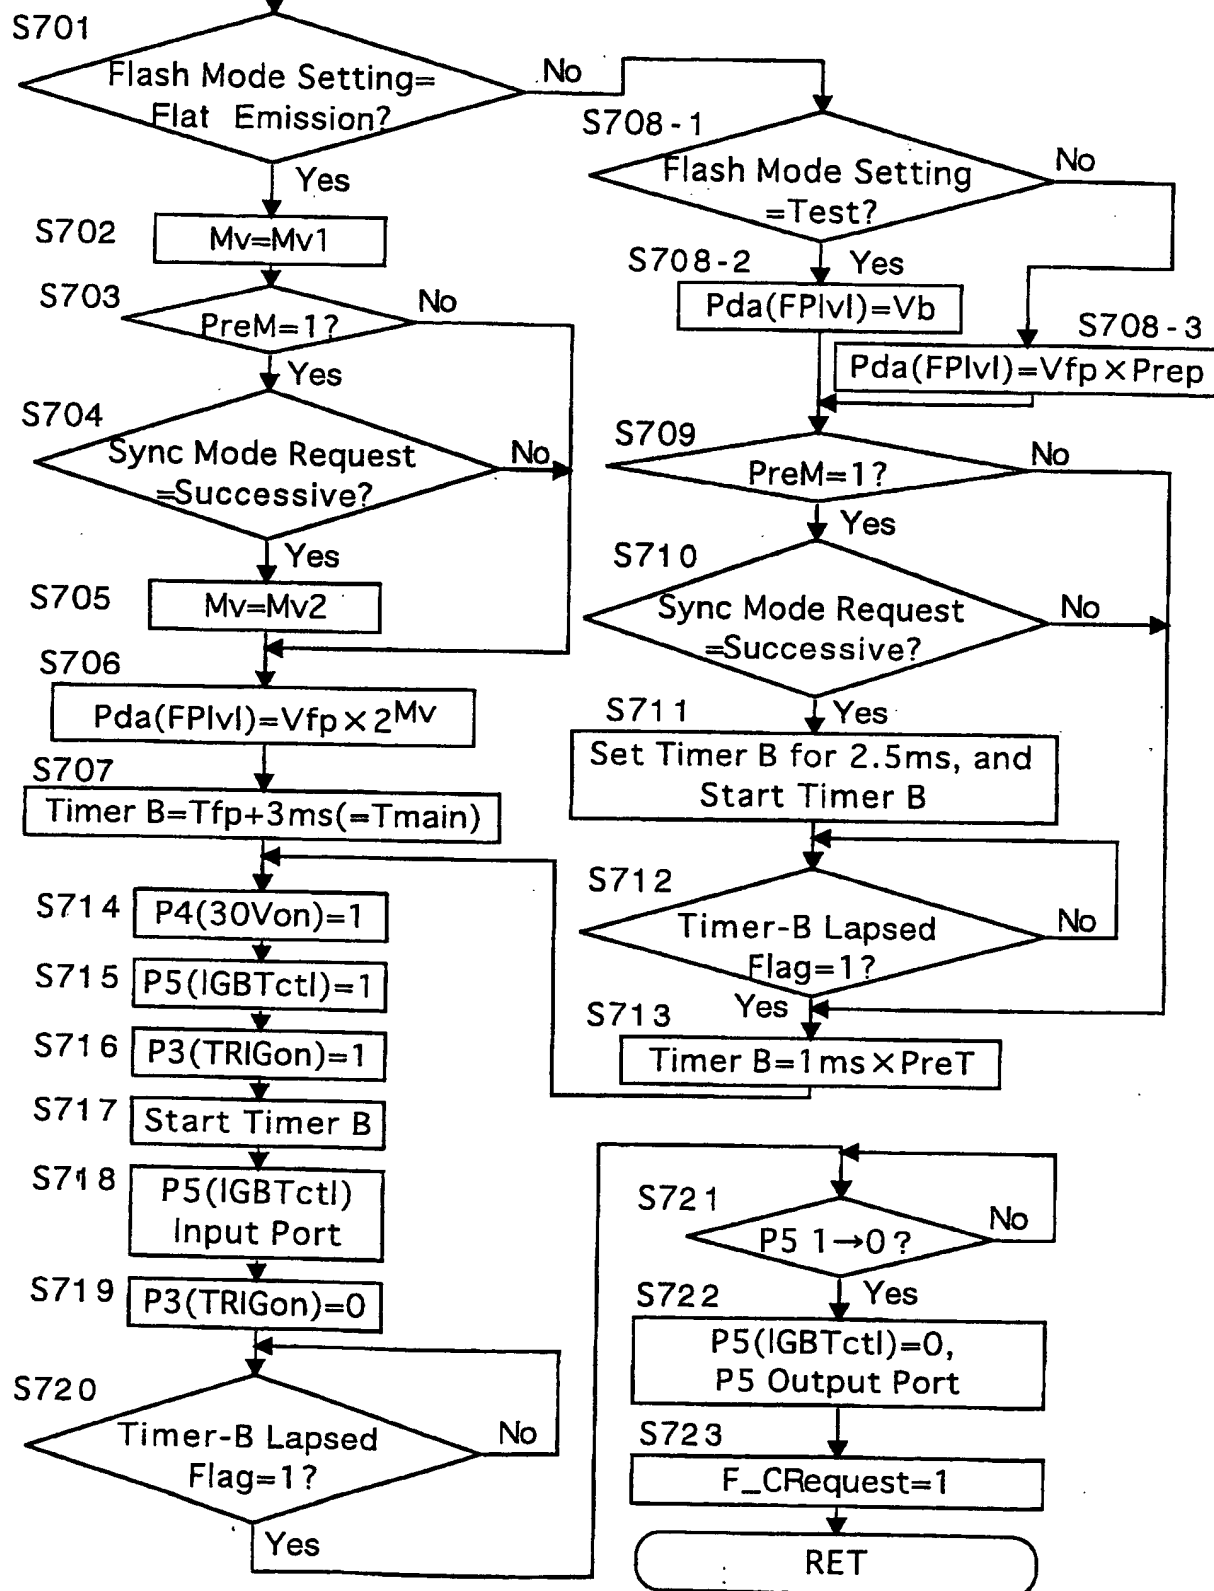 S701
Flash Mode Setting=
Flat Emission?
No
Yes
S702
Mv=Mv1
S703
PreM=1?
No
Yes
S704
Sync Mode Request
=Successive?
No
Yes
S705
Mv=Mv2
S706
Pda(FPlvl)=Vfp×2^Mv
S707
Timer B=Tfp+3ms(=Tmain)
S708-1
Flash Mode Setting
=Test?
No
Yes
S708-2
Pda(FPlvl)=Vb
S708-3
Pda(FPlvl)=Vfp×Prep
S709
PreM=1?
No
Yes
S710
Sync Mode Request
=Successive?
No
Yes
S711
Set Timer B for 2.5ms, and
Start Timer B
S712
Timer-B Lapsed
Flag=1?
No
Yes
S713
Timer B=1ms×PreT
S714
P4(30Von)=1
S715
P5(IGBTctl)=1
S716
P3(TRIGon)=1
S717
Start Timer B
S718
P5(IGBTctl)
Input Port
S719
P3(TRIGon)=0
S720
Timer-B Lapsed
Flag=1?
No
Yes
S721
P5 1→0?
No
Yes
S722
P5(IGBTctl)=0,
P5 Output Port
S723
F_CRequest=1
RET